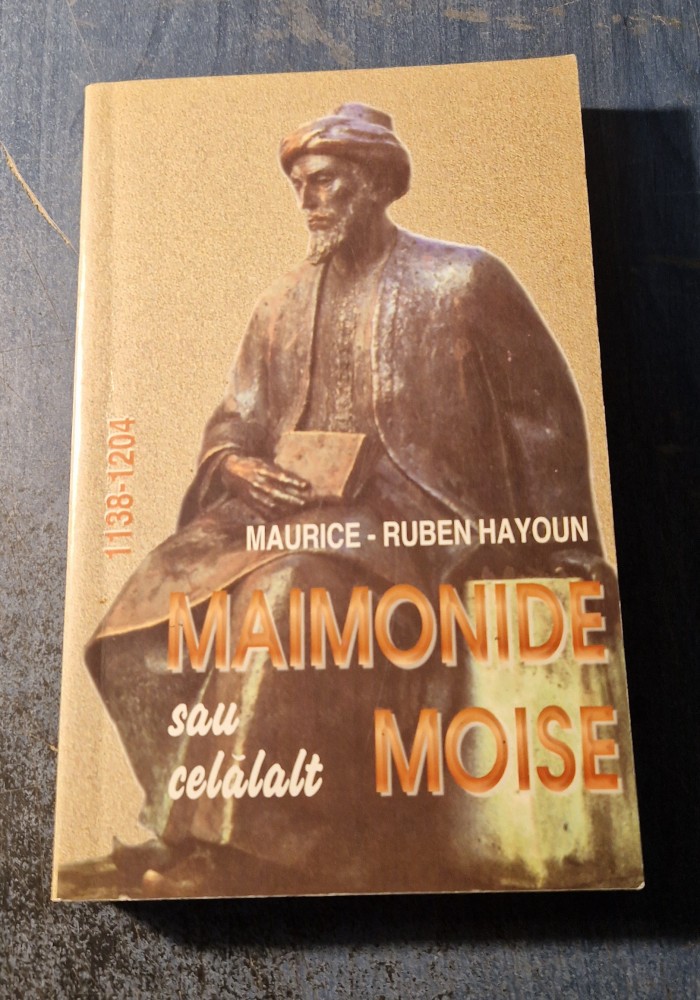 1138-1204
MAURICE - RUBEN HAYOUN
MAIMONIDE
sau
celălalt MOISE